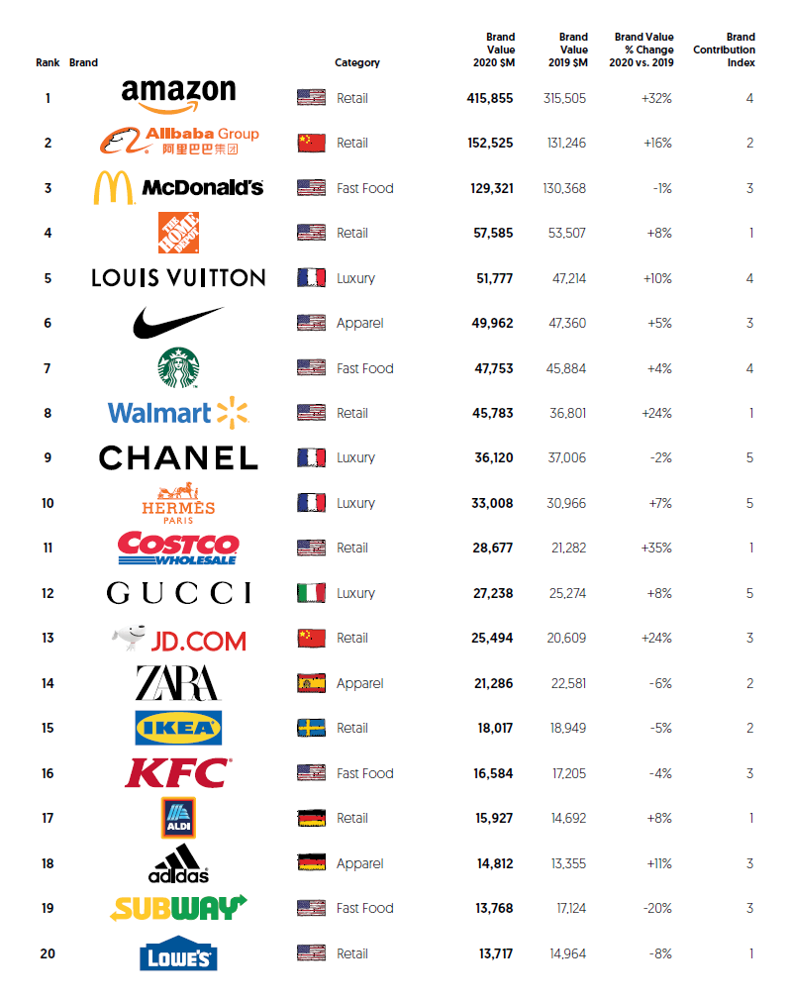 Rank Brand Category Brand Value 2020 $M Brand Value 2019 $M Brand Value % Change 2020 vs. 2019 Brand Contribution Index
1 amazon Retail 415,855 315,505 +32% 4
2 Alibaba Group 阿里巴巴集团 Retail 152,525 131,246 +16% 2
3 McDonald's Fast Food 129,321 130,368 -1% 3
4 THE HOME DEPOT Retail 57,585 53,507 +8% 1
5 LOUIS VUITTON Luxury 51,777 47,214 +10% 4
6 Apparel 49,962 47,360 +5% 3
7 Fast Food 47,753 45,884 +4% 4
8 Walmart Retail 45,783 36,801 +24% 1
9 CHANEL Luxury 36,120 37,006 -2% 5
10 HERMÈS PARIS Luxury 33,008 30,966 +7% 5
11 COSTCO WHOLESALE Retail 28,677 21,282 +35% 1
12 GUCCI Luxury 27,238 25,274 +8% 5
13 JD.COM Retail 25,494 20,609 +24% 3
14 ZARA Apparel 21,286 22,581 -6% 2
15 IKEA Retail 18,017 18,949 -5% 2
16 KFC Fast Food 16,584 17,205 -4% 3
17 ALDI Retail 15,927 14,692 +8% 1
18 adidas Apparel 14,812 13,355 +11% 3
19 SUBWAY Fast Food 13,768 17,124 -20% 3
20 LOWE'S Retail 13,717 14,964 -8% 1